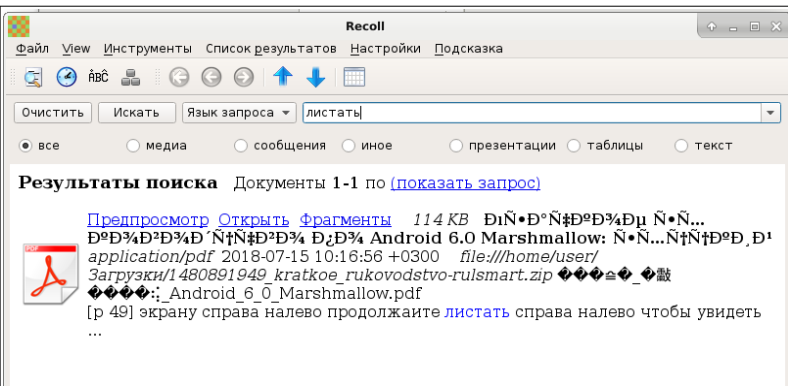 Recoll
Файл View Инструменты Список результатов Настройки Подсказка
ÀBĈ
Очистить Искать Язык запроса листать
все медиа сообщения иное презентации таблицы текст
Результаты поиска Документы 1-1 по (показать запрос)
Предпросмотр Открыть Фрагменты 114 KB
Android 6.0 Marshmallow:
application/pdf 2018-07-15 10:16:56 +0300 file:///home/user/
Загрузки/1480891949_kratkoe_rukovodstvo-rulsmart.zip
_Android_6_0_Marshmallow.pdf
[p 49] экрану справа налево продолжаите листать справа налево чтобы увидеть
...
PDF